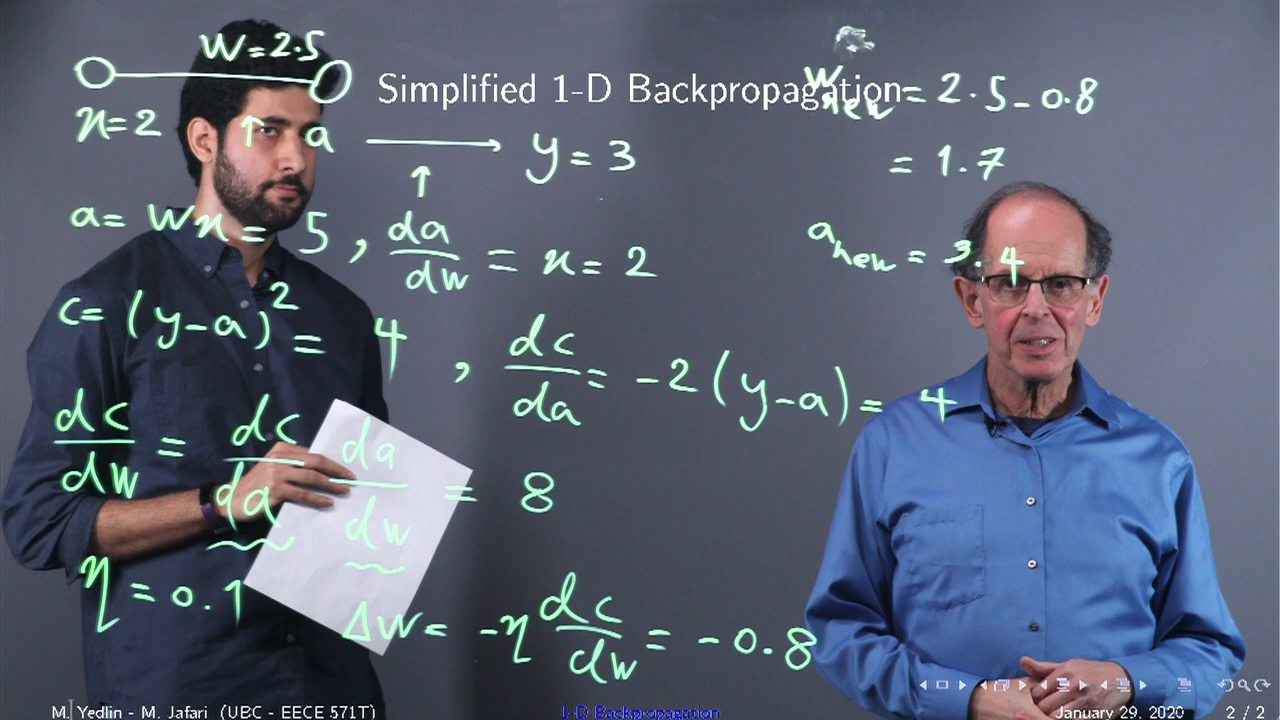 Simplified 1-D Backpropagation
w = 2.5
x = 2
a → y = 3
a = wx = 5 , da/dw = x = 2
c = (y-a)² = 4 , dc/da = -2(y-a) = 4
dc/dw = dc/da da/dw = 8
η = 0.1
Δw = -η dc/dw = -0.8
w_new = 2.5 - 0.8
= 1.7
a_new = 3.4
M. Yedlin - M. Jafari (UBC - EECE 571T)
1-D Backpropagation
January 29, 2020
2 / 2